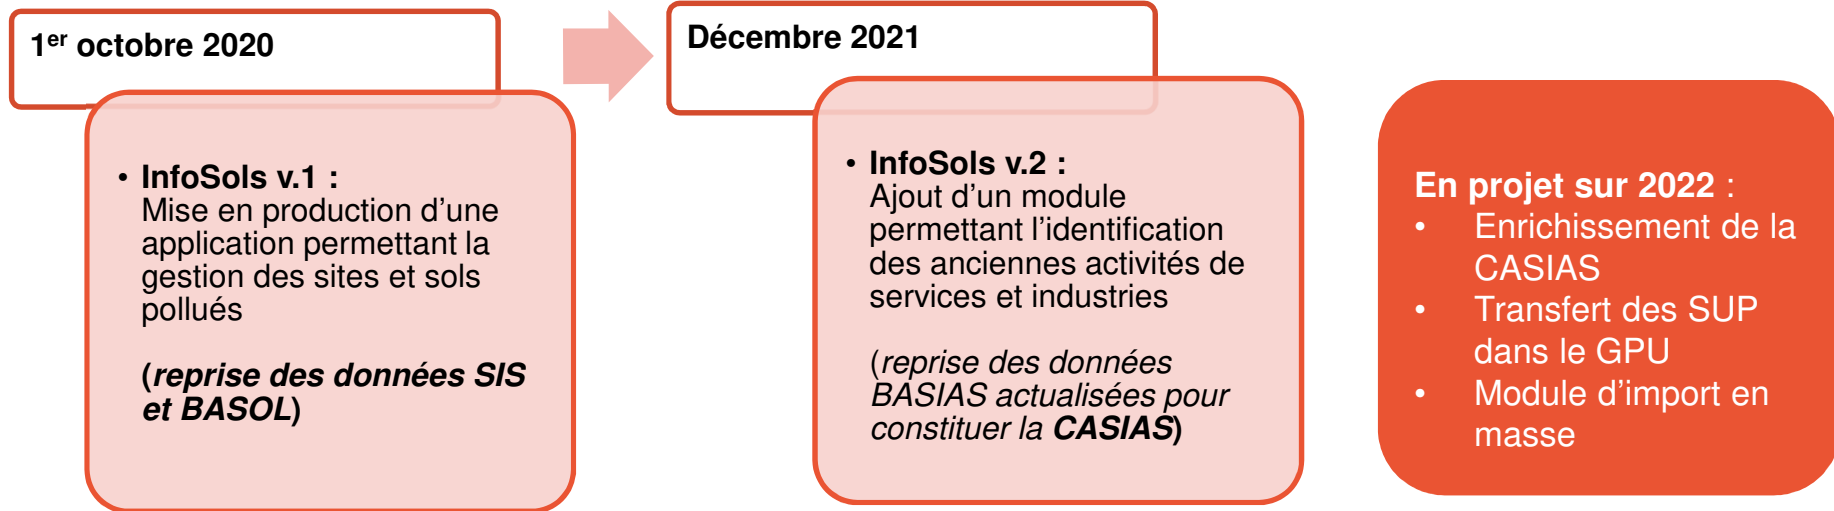 1er octobre 2020
• InfoSols v.1 :
Mise en production d’une
application permettant la
gestion des sites et sols
pollués
(reprise des données SIS
et BASOL)
Décembre 2021
• InfoSols v.2 :
Ajout d’un module
permettant l’identification
des anciennes activités de
services et industries
(reprise des données
BASIAS actualisées pour
constituer la CASIAS)
En projet sur 2022 :
• Enrichissement de la
CASIAS
• Transfert des SUP
dans le GPU
• Module d’import en
masse